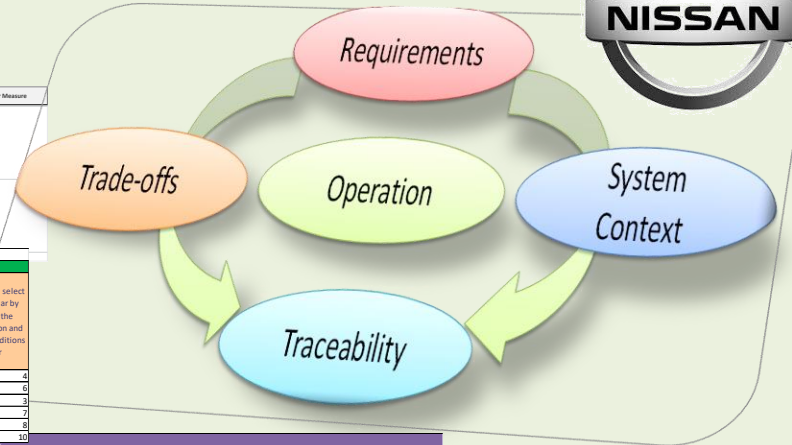 NISSAN
Requirements
Measure
Trade-offs
Operation
System
Context
Traceability
select
ar by
the
on and
ditions
4
6
3
7
8
10